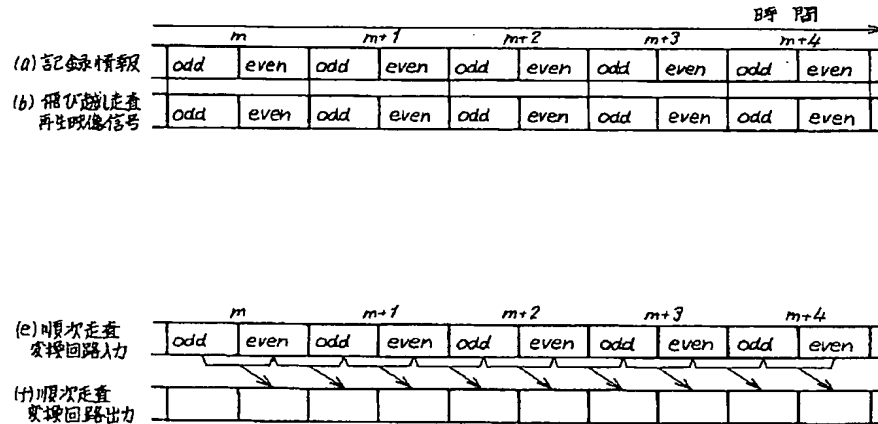 時間
m m+1 m+2 m+3 m+4
(a)記録情報 odd even odd even odd even odd even odd even
(b)飛び越し走査
再生映像信号 odd even odd even odd even odd even odd even
m m+1 m+2 m+3 m+4
(e)順次走査
変換回路入力 odd even odd even odd even odd even odd even
(f)順次走査
変換回路出力